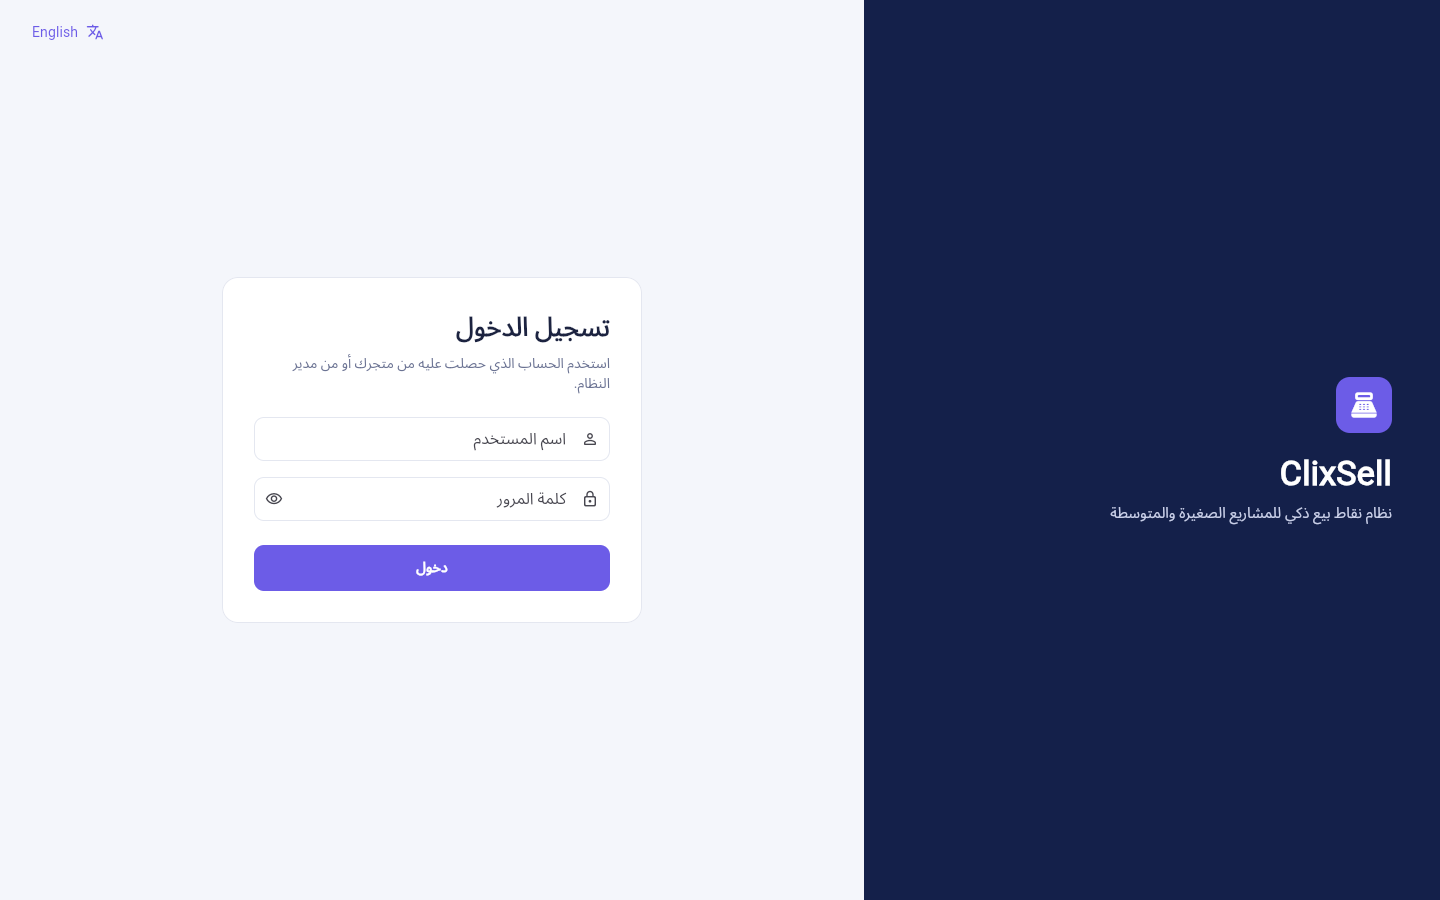 English
تسجيل الدخول
استخدم الحساب الذي حصلت عليه من متجرك أو من مدير
النظام.
اسم المستخدم
كلمة المرور
دخول
ClixSell
نظام نقاط بيع ذكي للمشاريع الصغيرة والمتوسطة